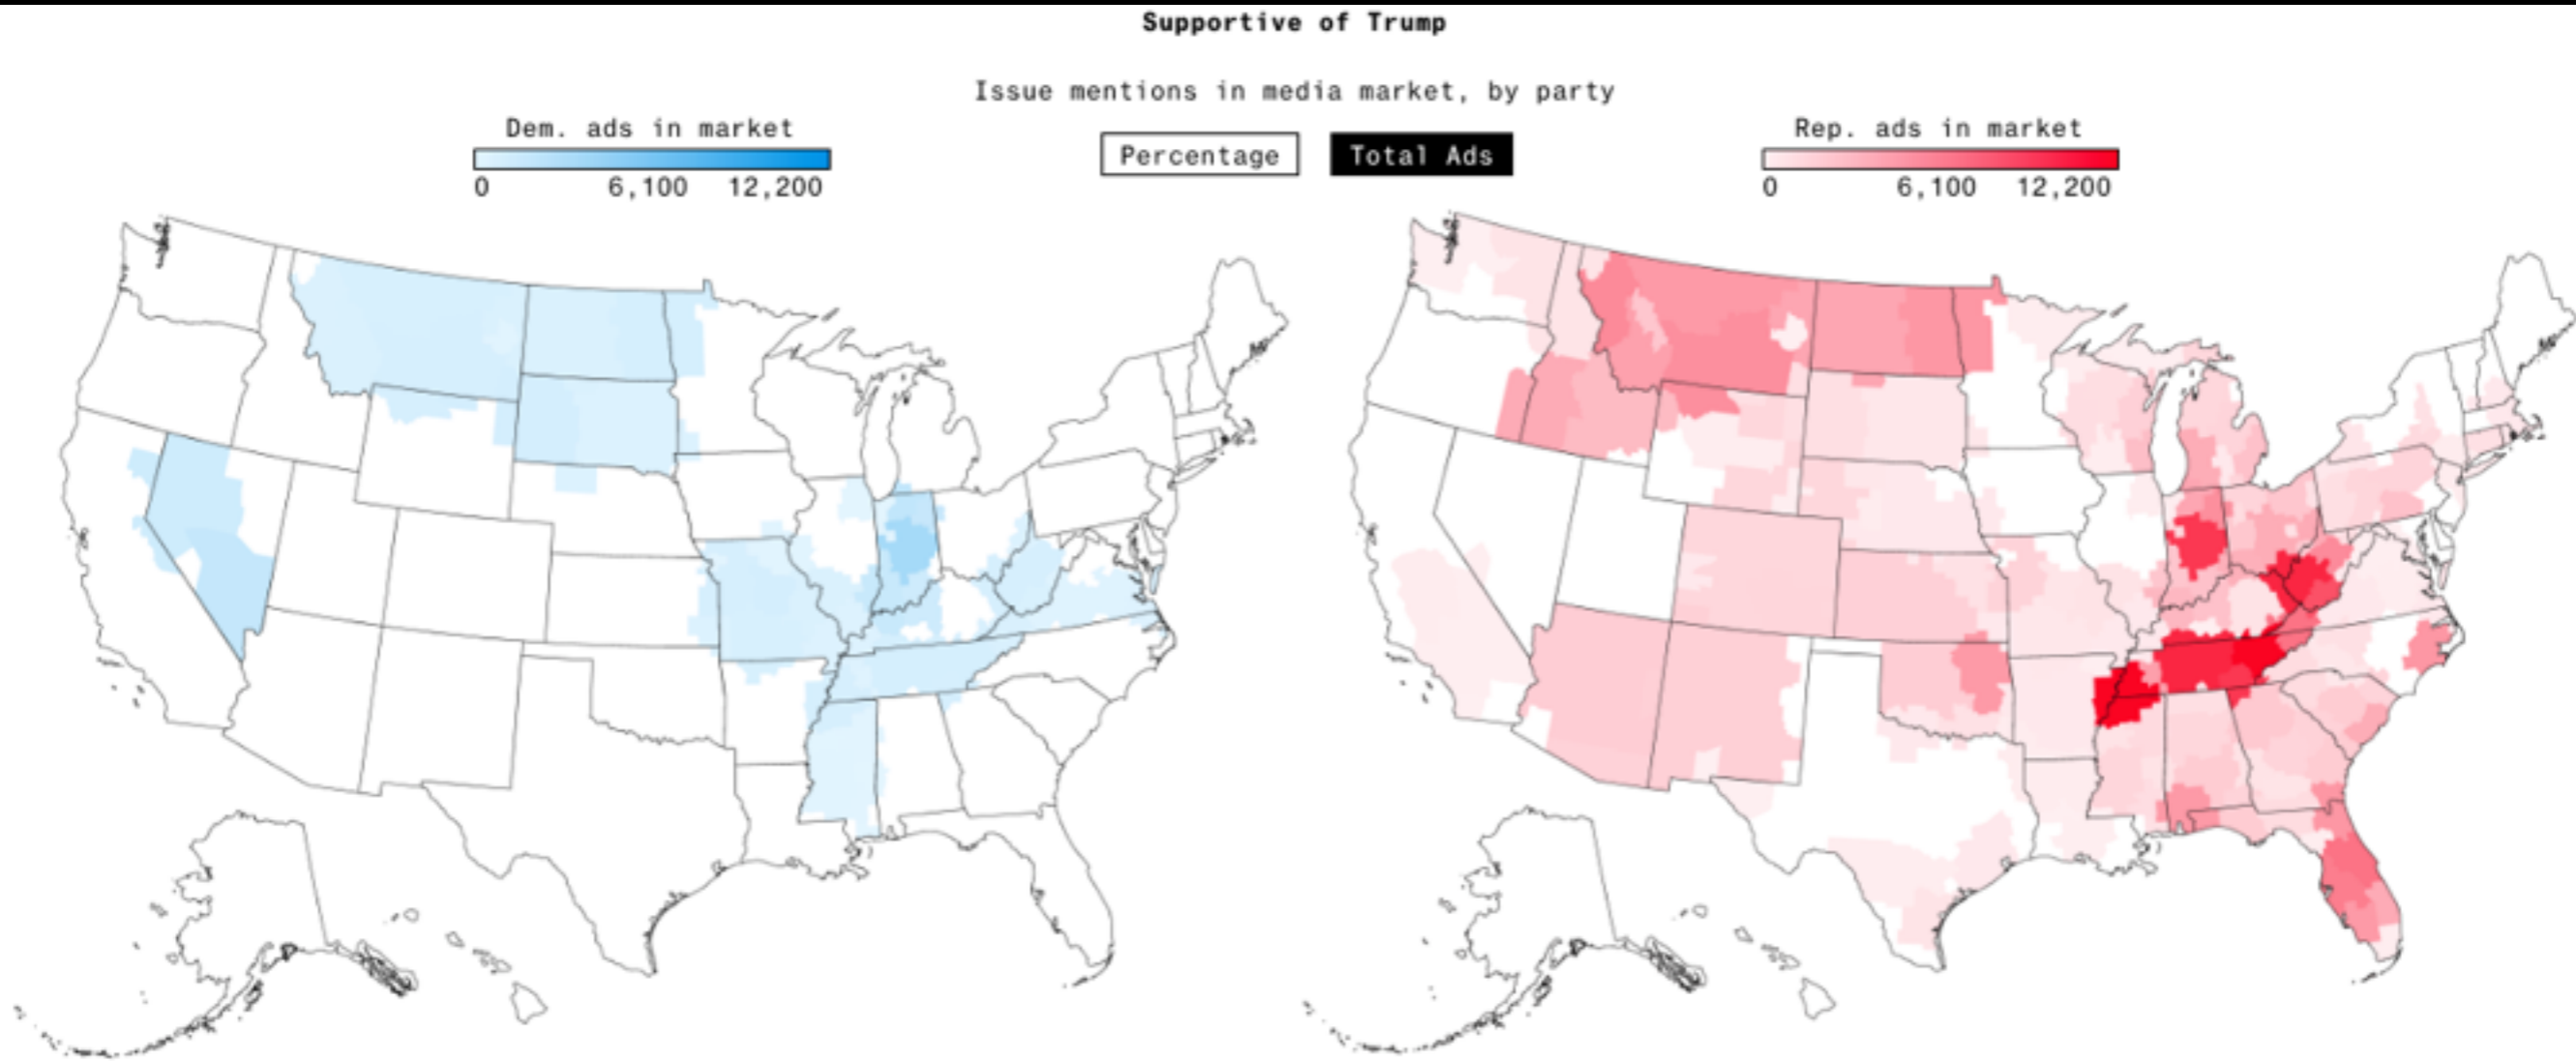 Supportive of Trump
Issue mentions in media market, by party
Dem. ads in market
0 6,100 12,200
Percentage Total Ads
Rep. ads in market
0 6,100 12,200